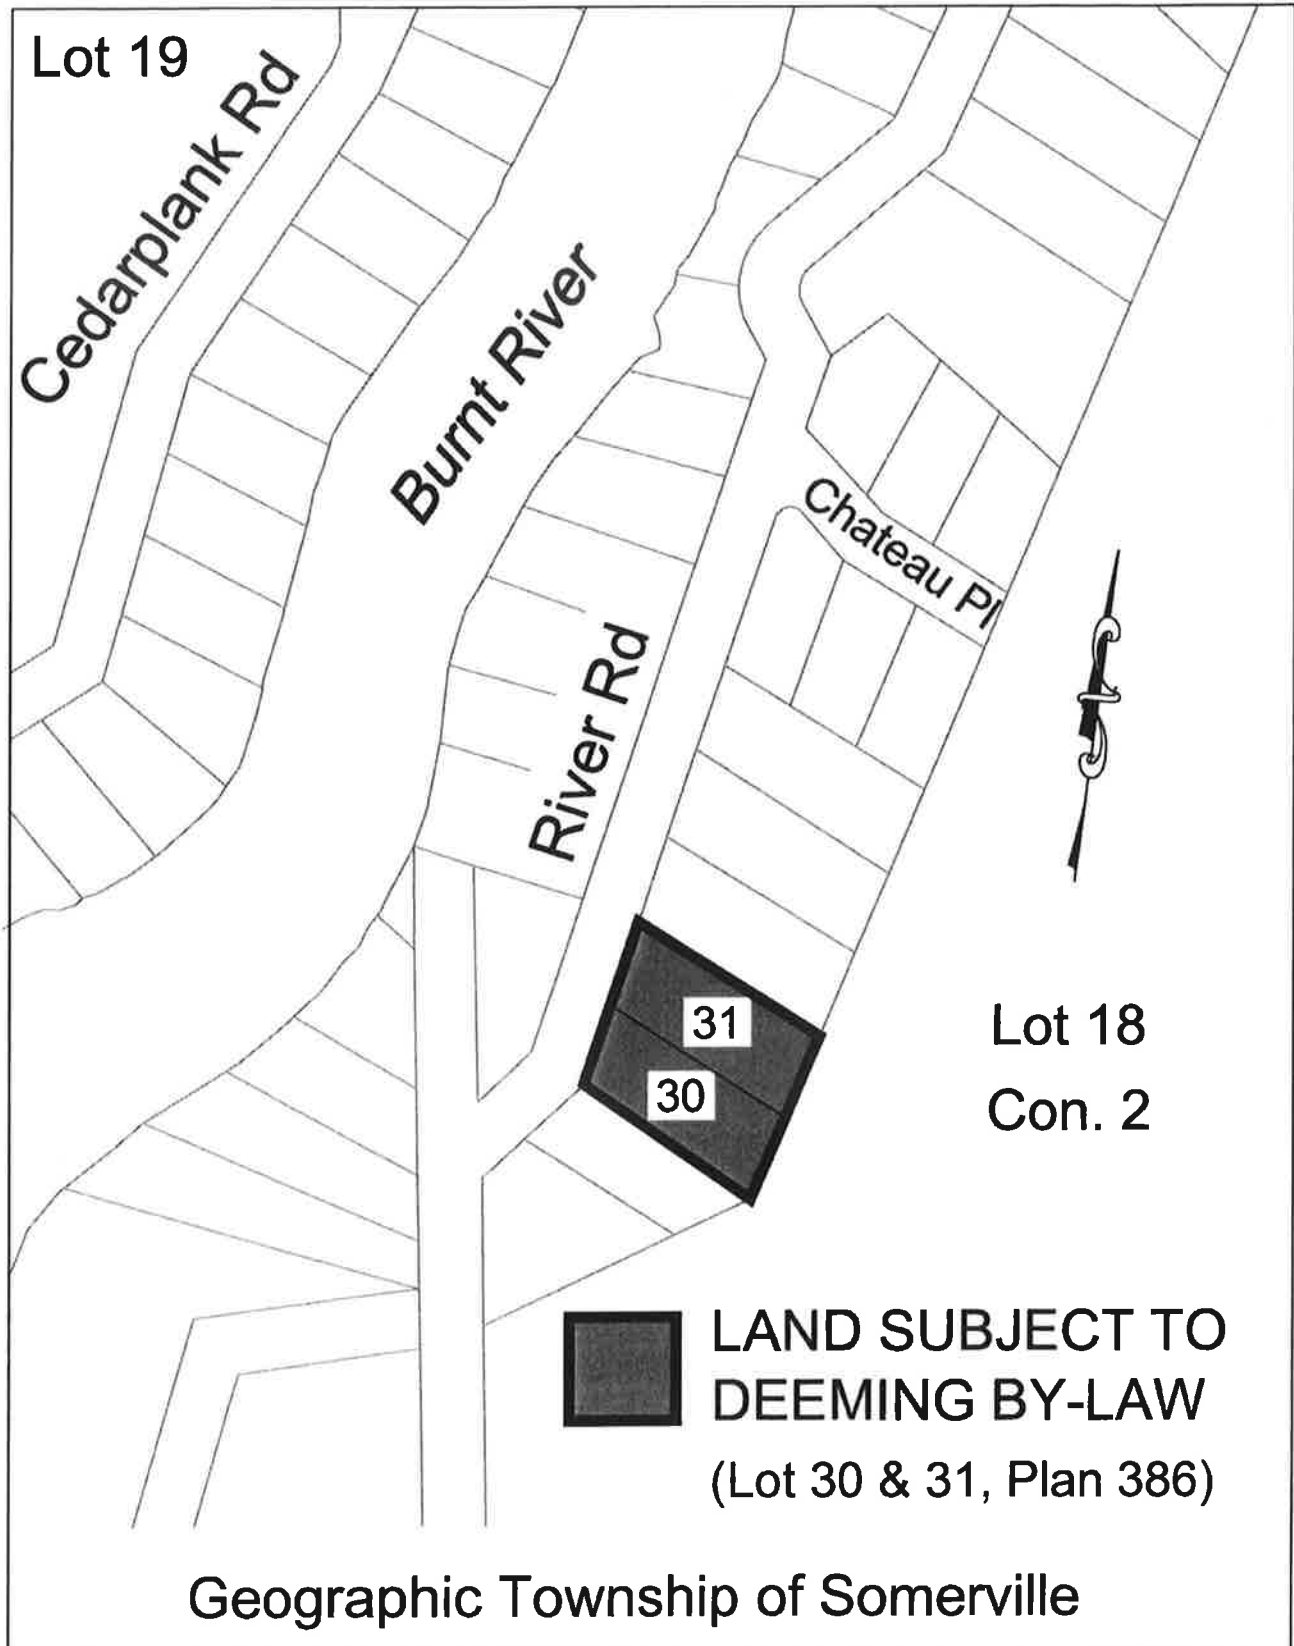 Lot 19
Cedarplank Rd
Burnt River
Chateau Pl
River Rd
31
30
Lot 18
Con. 2
LAND SUBJECT TO
DEEMING BY-LAW
(Lot 30 & 31, Plan 386)
Geographic Township of Somerville